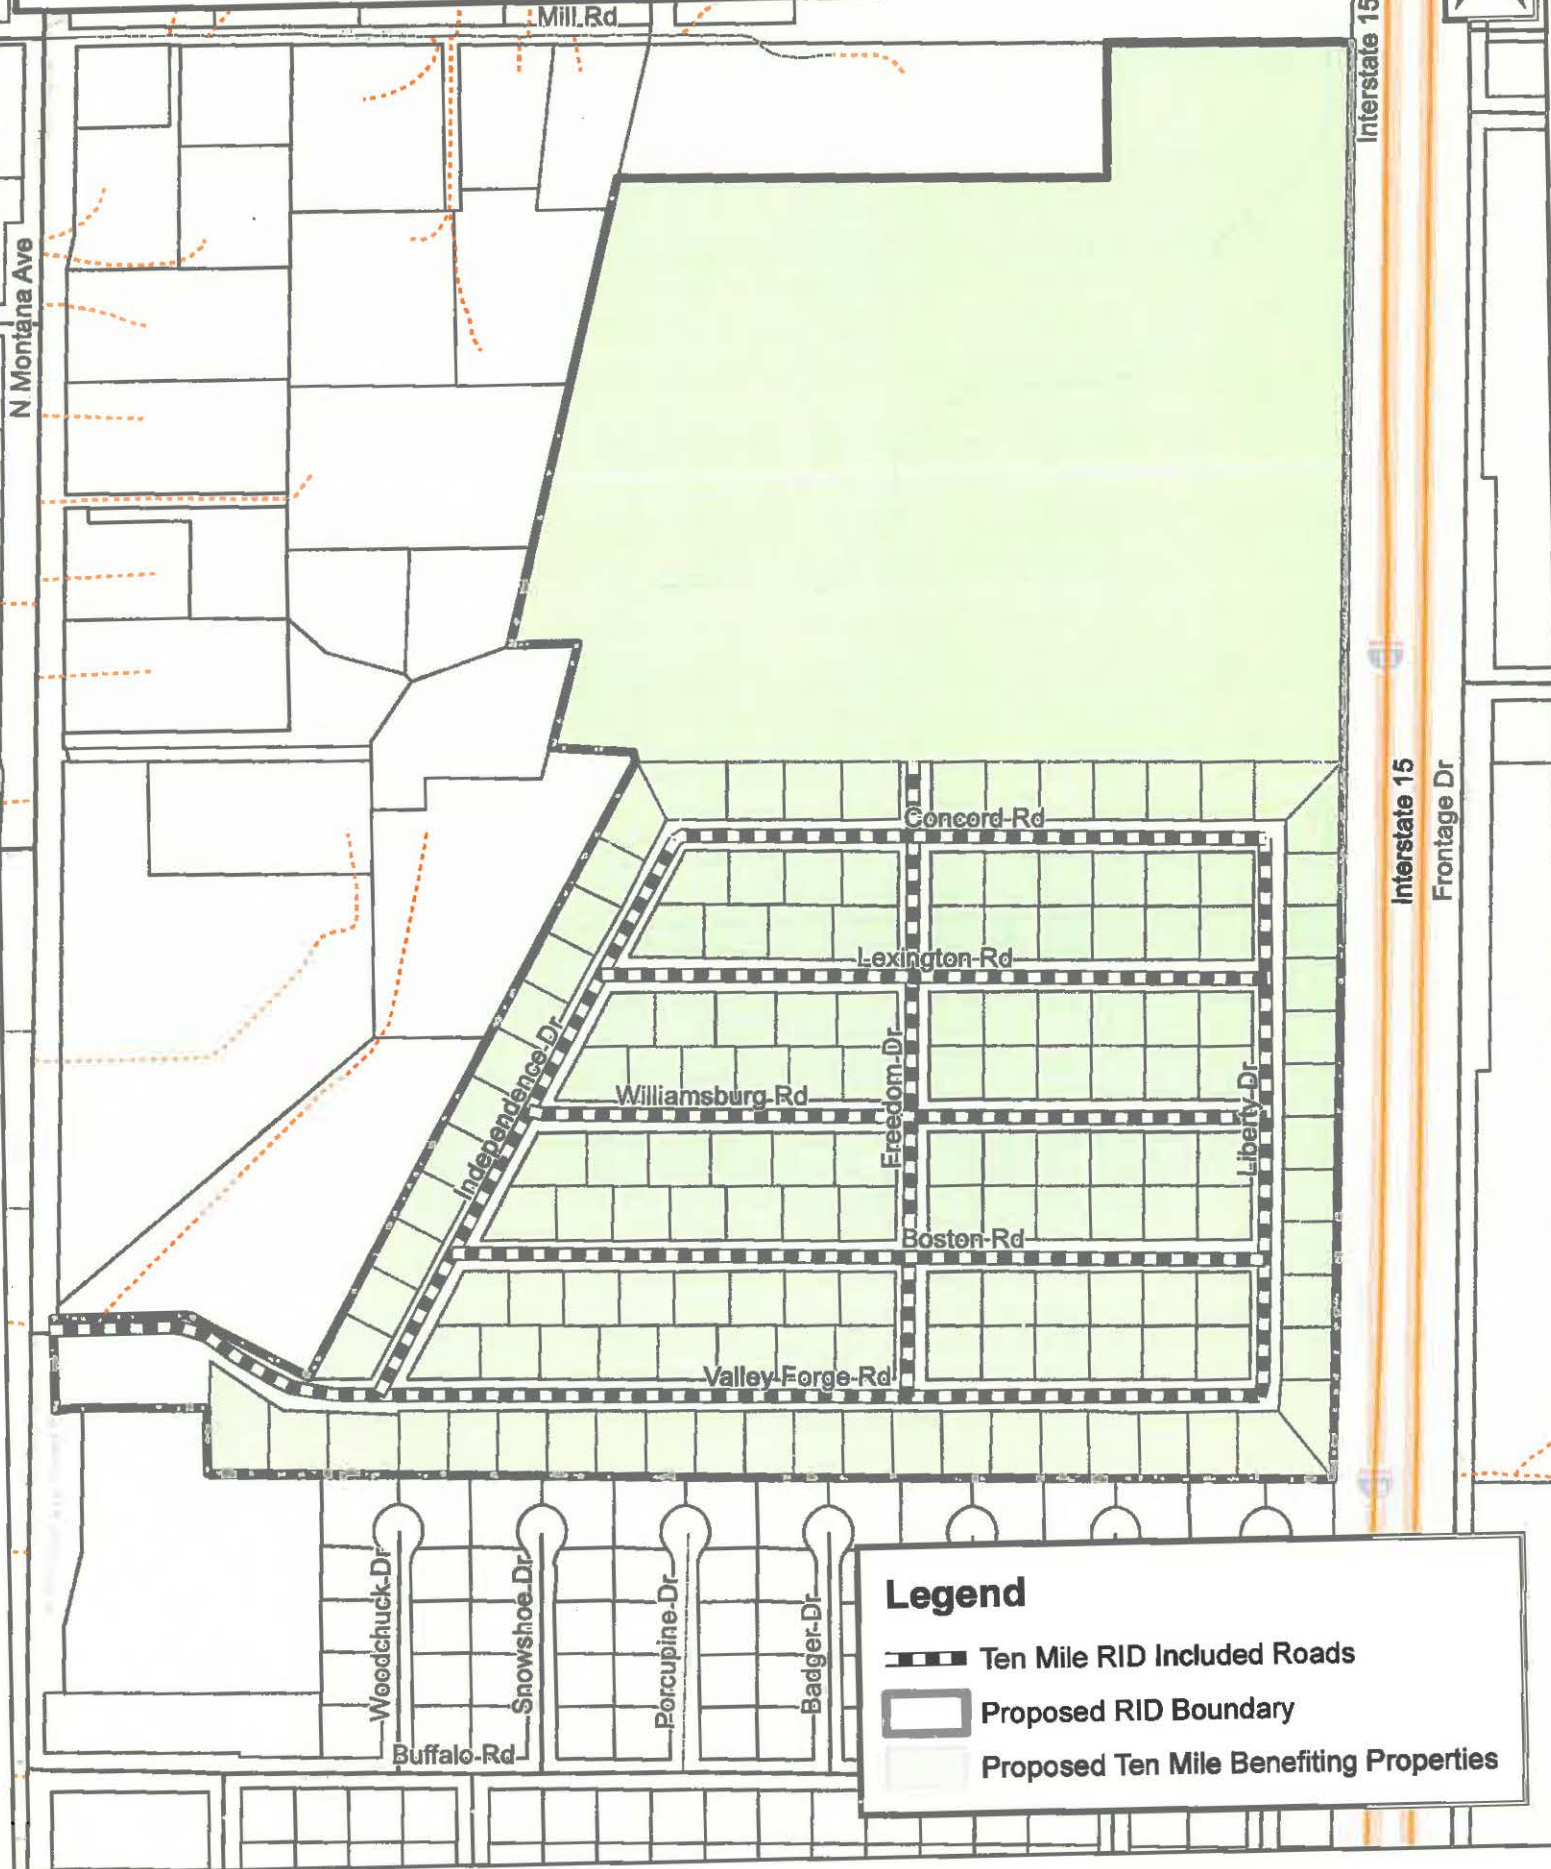 Mill Rd
Interstate 15
N Montana Ave
Concord Rd
Interstate 15
Frontage Dr
Lexington Rd
Independence Dr
Freedom Dr
Williamsburg Rd
Liberty Dr
Boston Rd
Valley Forge Rd
Woodchuck Dr
Snowshoe Dr
Porcupine Dr
Badger Dr
Buffalo Rd
Legend
Ten Mile RID Included Roads
Proposed RID Boundary
Proposed Ten Mile Benefiting Properties